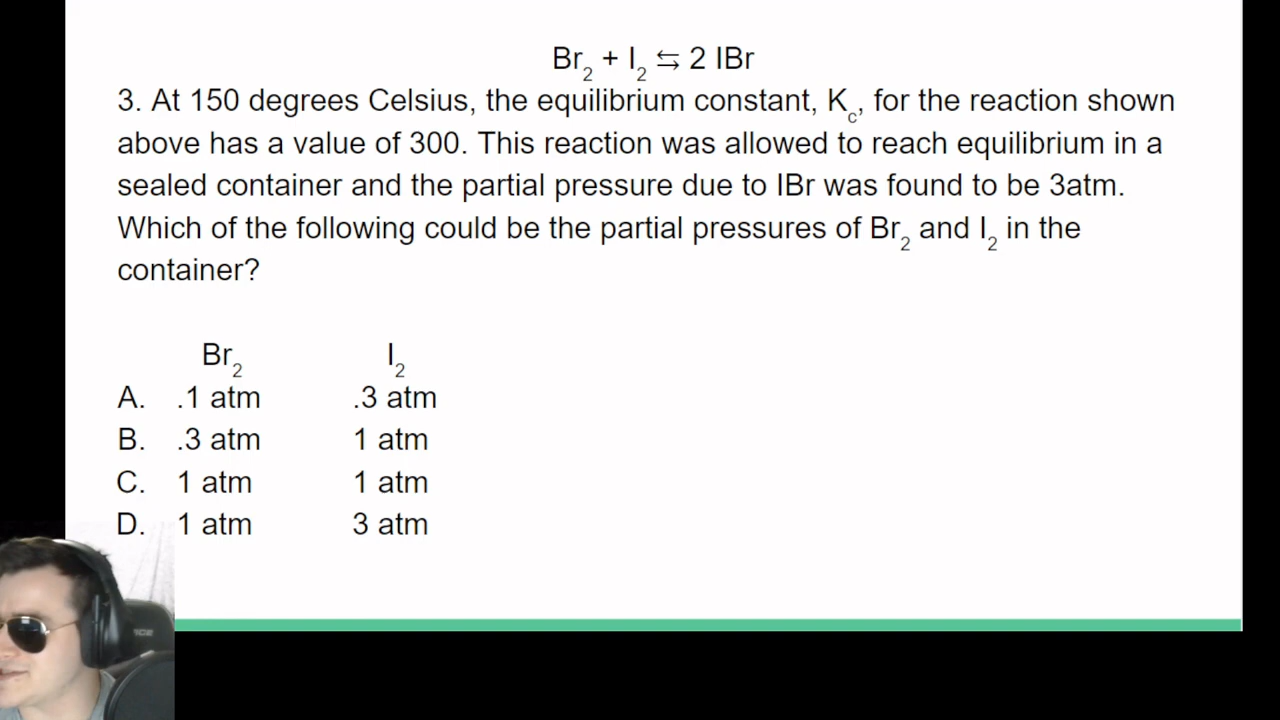 Br₂ + I₂ ⇆ 2 IBr
3. At 150 degrees Celsius, the equilibrium constant, K꜀, for the reaction shown
above has a value of 300. This reaction was allowed to reach equilibrium in a
sealed container and the partial pressure due to IBr was found to be 3atm.
Which of the following could be the partial pressures of Br₂ and I₂ in the
container?
Br₂ I₂
A. .1 atm .3 atm
B. .3 atm 1 atm
C. 1 atm 1 atm
D. 1 atm 3 atm